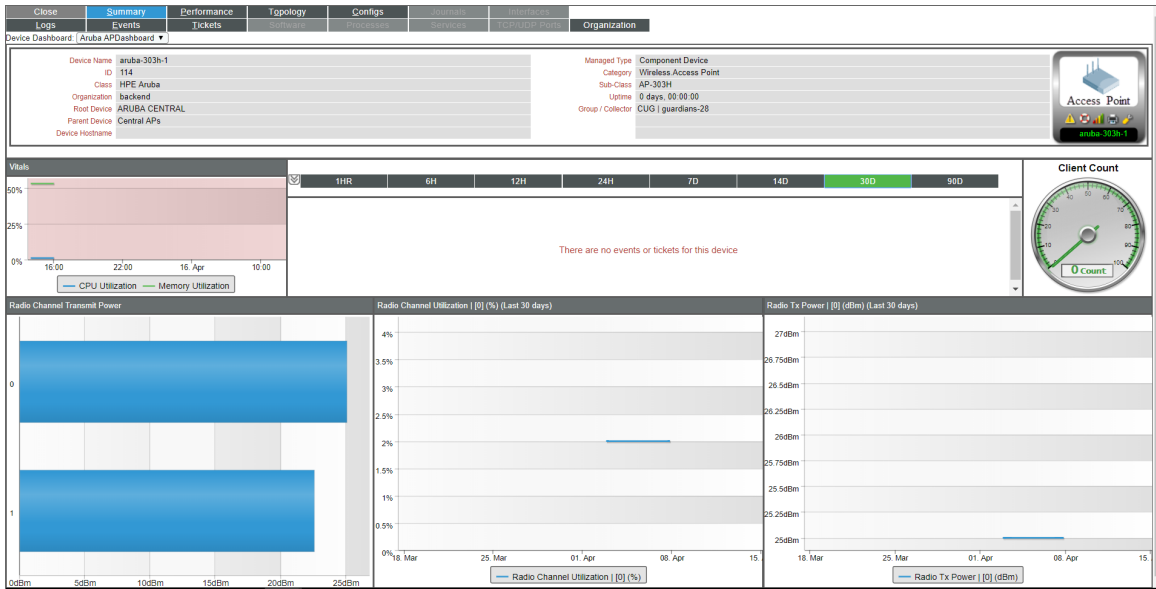 Close Summary Performance Topology Configs Journals Interfaces
Logs Events Tickets Software Processes Services TCP/UDP Ports Organization
Device Dashboard: Aruba APDashboard
Device Name aruba-303h-1 Managed Type Component Device
ID 114 Category Wireless.Access Point
Class HPE Aruba Sub-Class AP-303H
Organization backend Uptime 0 days, 00:00:00
Root Device ARUBA CENTRAL Group / Collector CUG | guardians-28
Parent Device Central APs
Device Hostname
Access Point
aruba-303h-1
Vitals
50%
25%
0%
16:00 22:00 16. Apr 10:00
CPU Utilization Memory Utilization
1HR 6H 12H 24H 7D 14D 30D 90D
There are no events or tickets for this device
Client Count
10 20 30 40 50 60 70 80 90 100
0 Count
Radio Channel Transmit Power
0
1
0dBm 5dBm 10dBm 15dBm 20dBm 25dBm
Radio Channel Utilization | [0] (%) (Last 30 days)
4%
3.5%
3%
2.5%
2%
1.5%
1%
0.5%
0%
18. Mar 25. Mar 01. Apr 08. Apr 15.
Radio Channel Utilization | [0] (%)
Radio Tx Power | [0] (dBm) (Last 30 days)
27dBm
26.75dBm
26.5dBm
26.25dBm
26dBm
25.75dBm
25.5dBm
25.25dBm
25dBm
18. Mar 25. Mar 01. Apr 08. Apr 15.
Radio Tx Power | [0] (dBm)